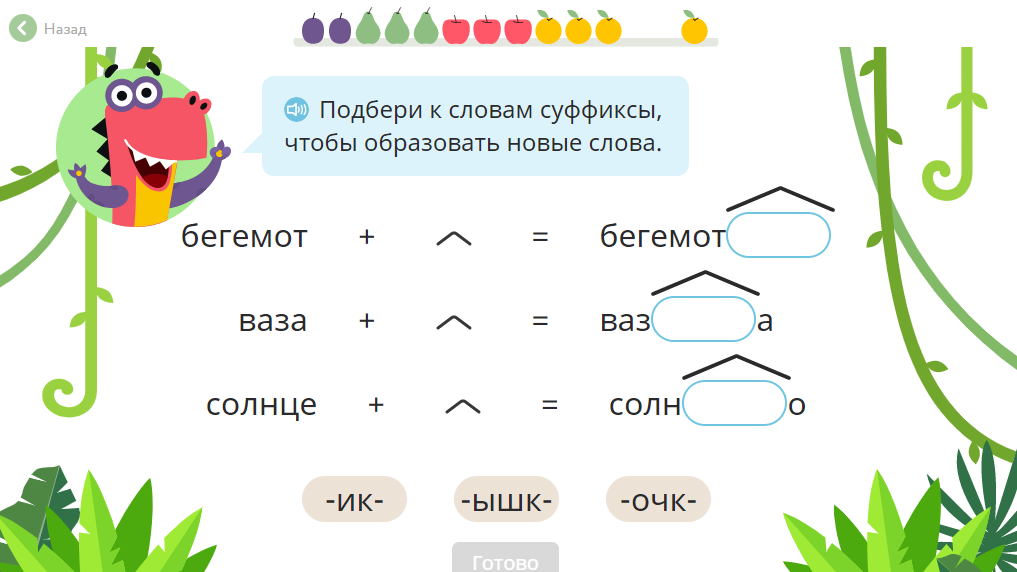 Назад
Подбери к словам суффиксы,
чтобы образовать новые слова.
бегемот + = бегемот
ваза + = ваз а
солнце + = солн о
-ик- -ышк- -очк-
Готово